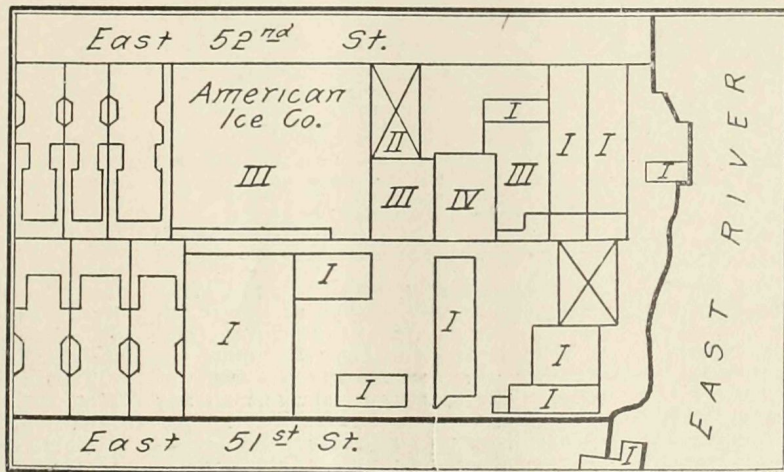 East 52nd St.
American
Ice Co.
I
II
I
I
I
III
III
IV
III
I
I
I
I
I
I
East 51st St.
I
EAST RIVER